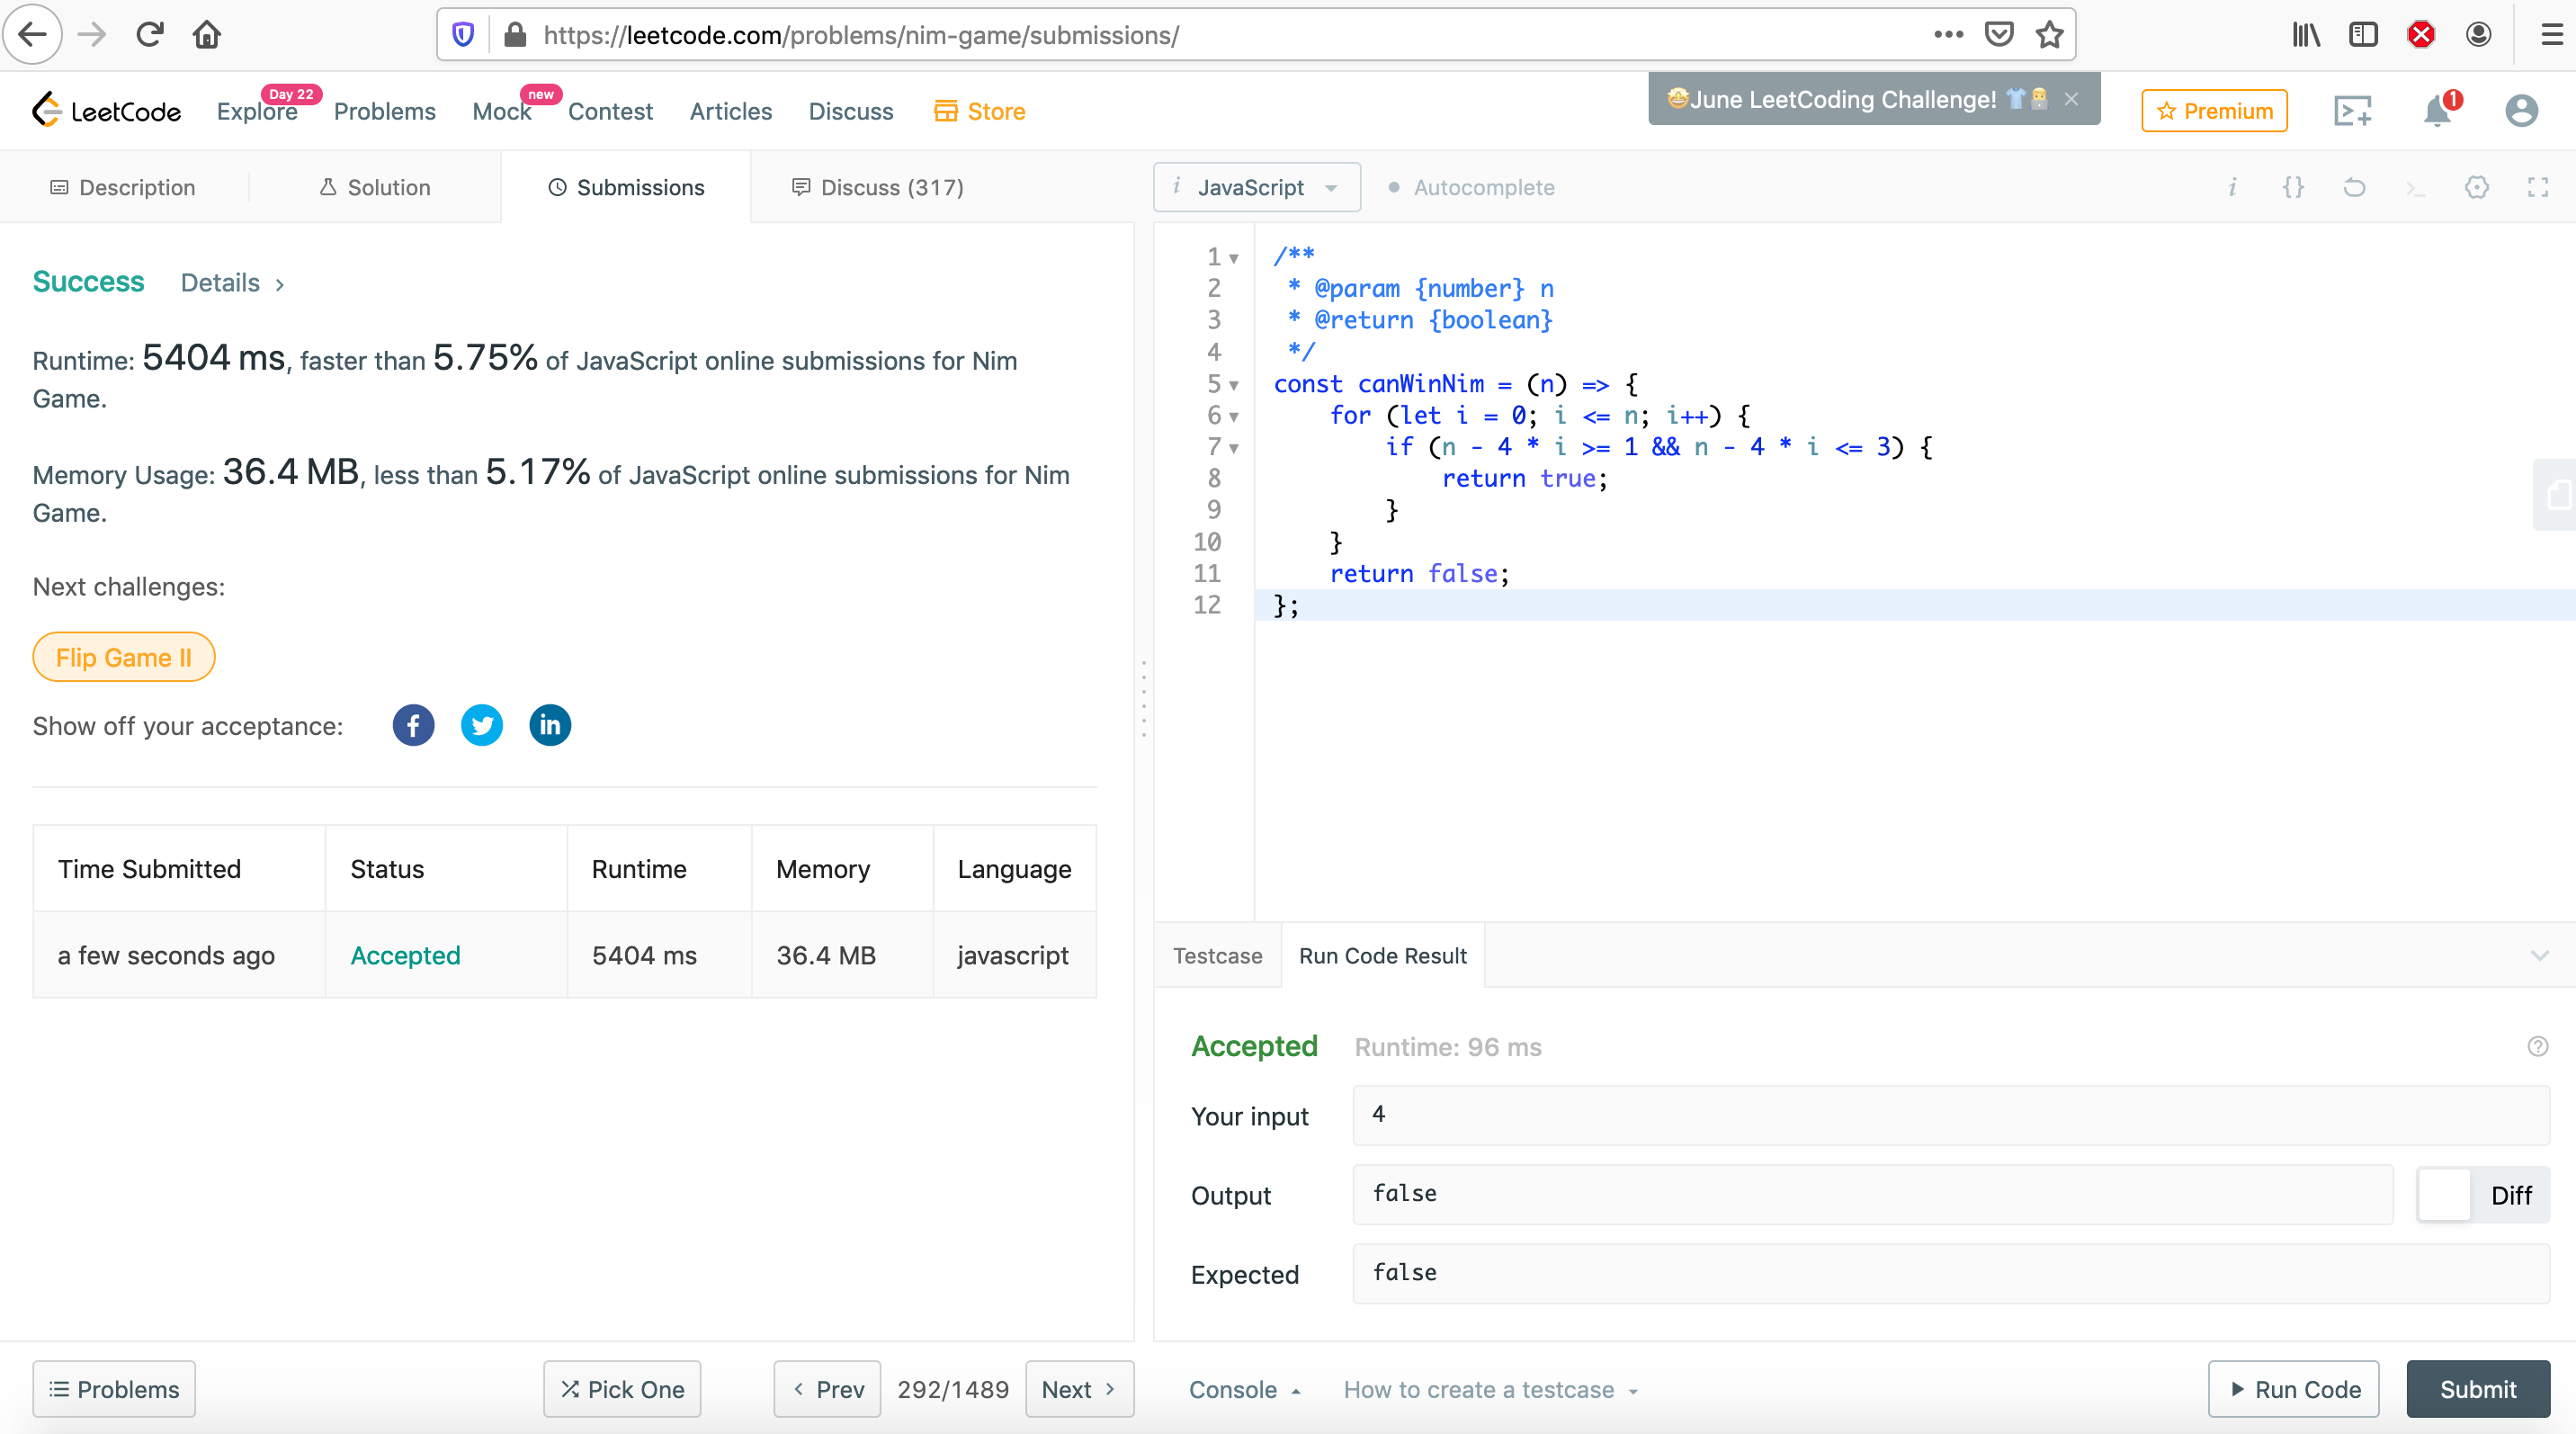 https://leetcode.com/problems/nim-game/submissions/
LeetCode
Explore
Day 22
Problems
Mock
new
Contest
Articles
Discuss
Store
🤩June LeetCoding Challenge!
Premium
1
Description
Solution
Submissions
Discuss (317)
i JavaScript
Autocomplete
i
{}
>_
Success Details >
Runtime: 5404 ms, faster than 5.75% of JavaScript online submissions for Nim
Game.
Memory Usage: 36.4 MB, less than 5.17% of JavaScript online submissions for Nim
Game.
Next challenges:
Flip Game II
Show off your acceptance:
f
in
Time Submitted Status Runtime Memory Language
a few seconds ago Accepted 5404 ms 36.4 MB javascript
1 /**
2  * @param {number} n
3  * @return {boolean}
4  */
5 const canWinNim = (n) => {
6     for (let i = 0; i <= n; i++) {
7         if (n - 4 * i >= 1 && n - 4 * i <= 3) {
8             return true;
9         }
10     }
11     return false;
12 };
Testcase
Run Code Result
Accepted Runtime: 96 ms
?
Your input 4
Output false
Diff
Expected false
Problems
Pick One
< Prev
292/1489
Next >
Console
How to create a testcase
Run Code
Submit